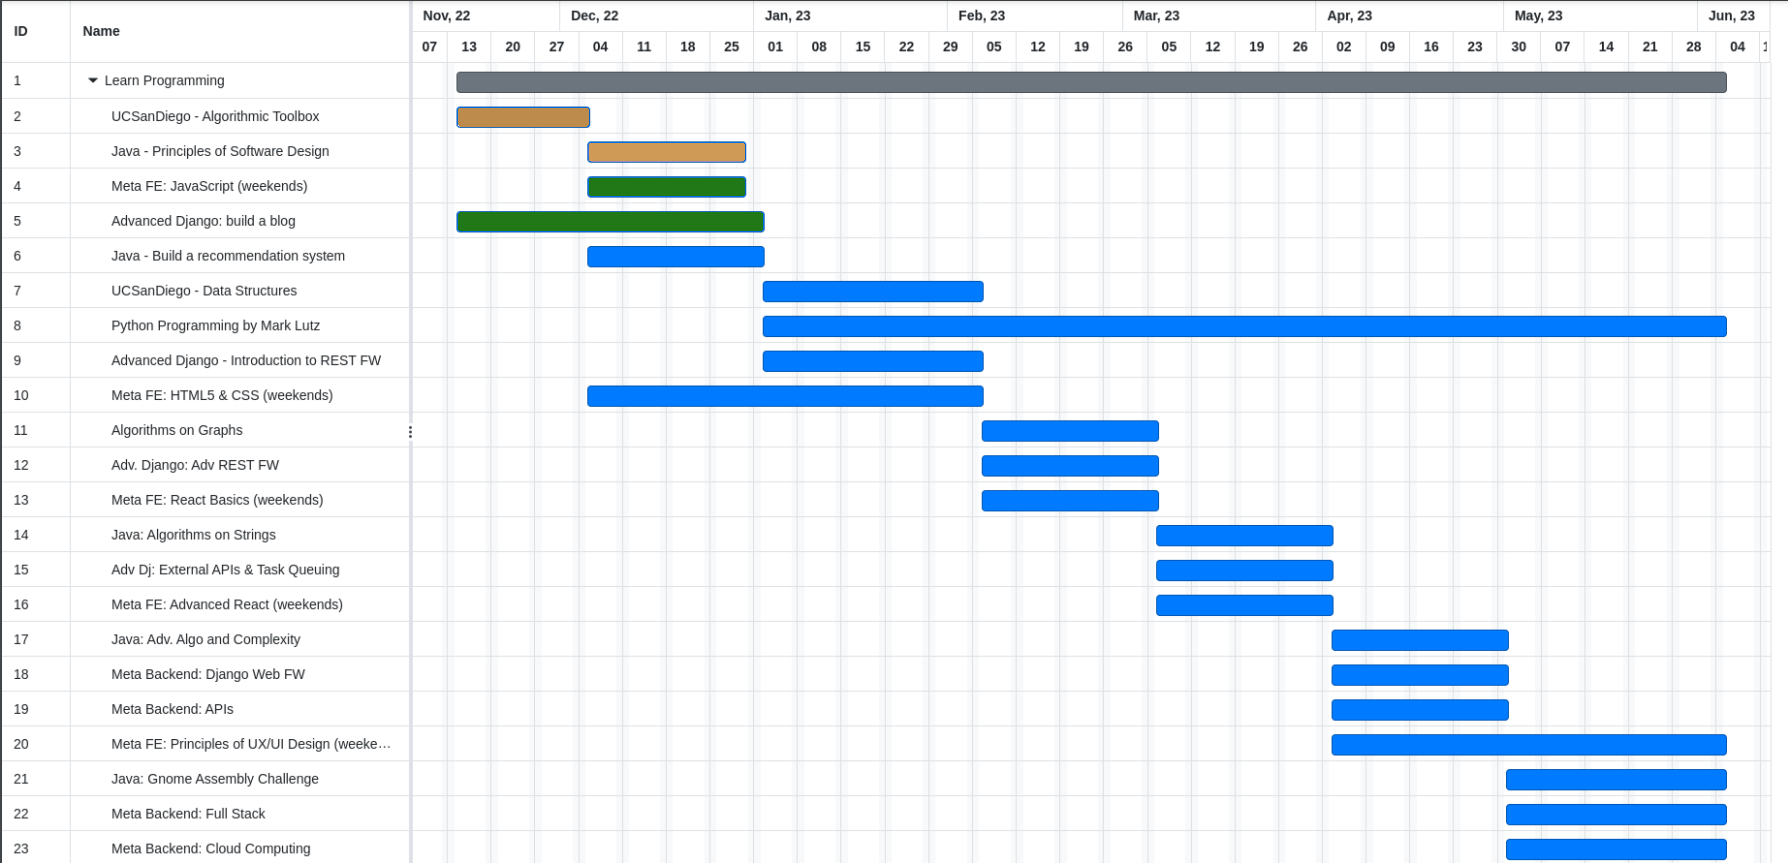 ID Name Nov, 22 Dec, 22 Jan, 23 Feb, 23 Mar, 23 Apr, 23 May, 23 Jun, 23
07 13 20 27 04 11 18 25 01 08 15 22 29 05 12 19 26 05 12 19 26 02 09 16 23 30 07 14 21 28 04
1 Learn Programming
2 UCSanDiego - Algorithmic Toolbox
3 Java - Principles of Software Design
4 Meta FE: JavaScript (weekends)
5 Advanced Django: build a blog
6 Java - Build a recommendation system
7 UCSanDiego - Data Structures
8 Python Programming by Mark Lutz
9 Advanced Django - Introduction to REST FW
10 Meta FE: HTML5 & CSS (weekends)
11 Algorithms on Graphs
12 Adv. Django: Adv REST FW
13 Meta FE: React Basics (weekends)
14 Java: Algorithms on Strings
15 Adv Dj: External APIs & Task Queuing
16 Meta FE: Advanced React (weekends)
17 Java: Adv. Algo and Complexity
18 Meta Backend: Django Web FW
19 Meta Backend: APIs
20 Meta FE: Principles of UX/UI Design (weeke…
21 Java: Gnome Assembly Challenge
22 Meta Backend: Full Stack
23 Meta Backend: Cloud Computing